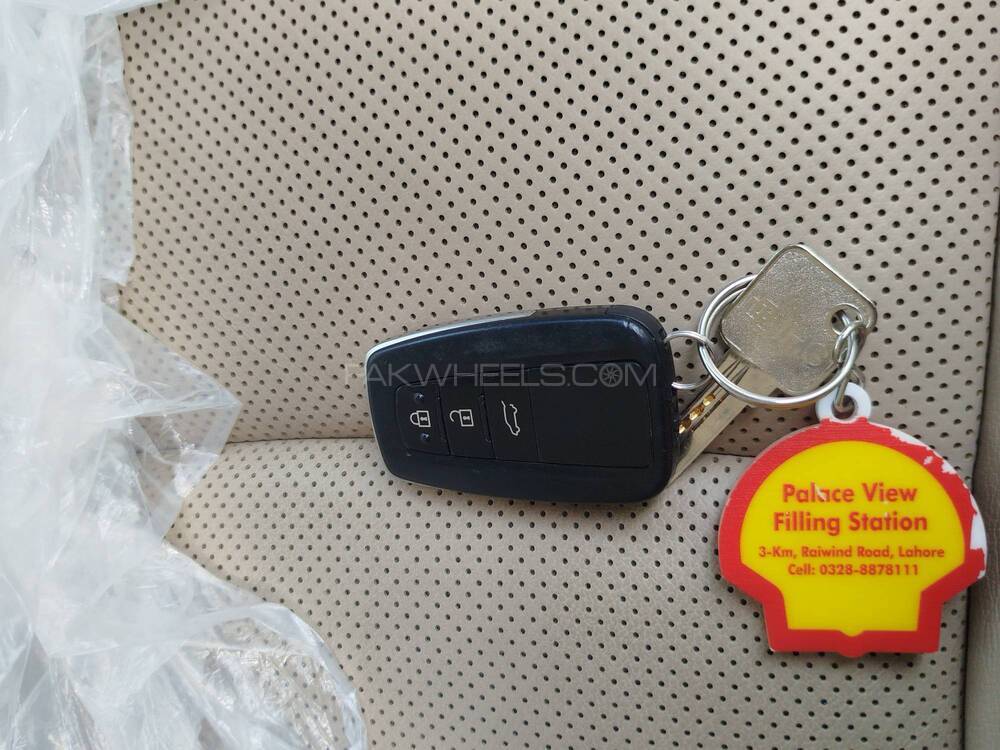 PAKWHEELS.COM
Palace View
Filling Station
3-Km, Raiwind Road, Lahore
Cell: 0328-8878111